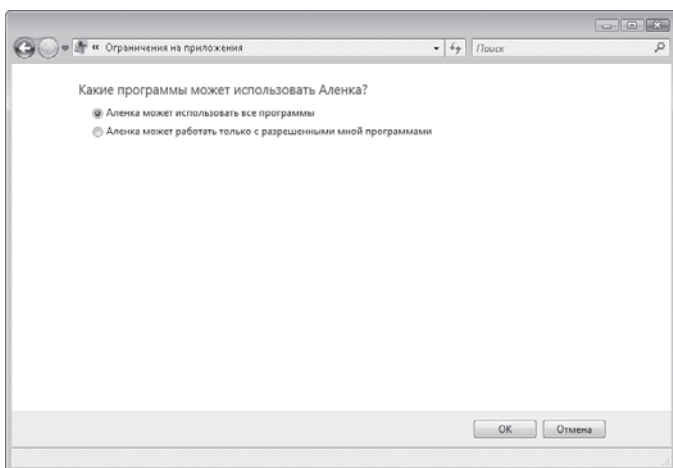 « Ограничения на приложения
Поиск
Какие программы может использовать Аленка?
Аленка может использовать все программы
Аленка может работать только с разрешенными мной программами
OK
Отмена